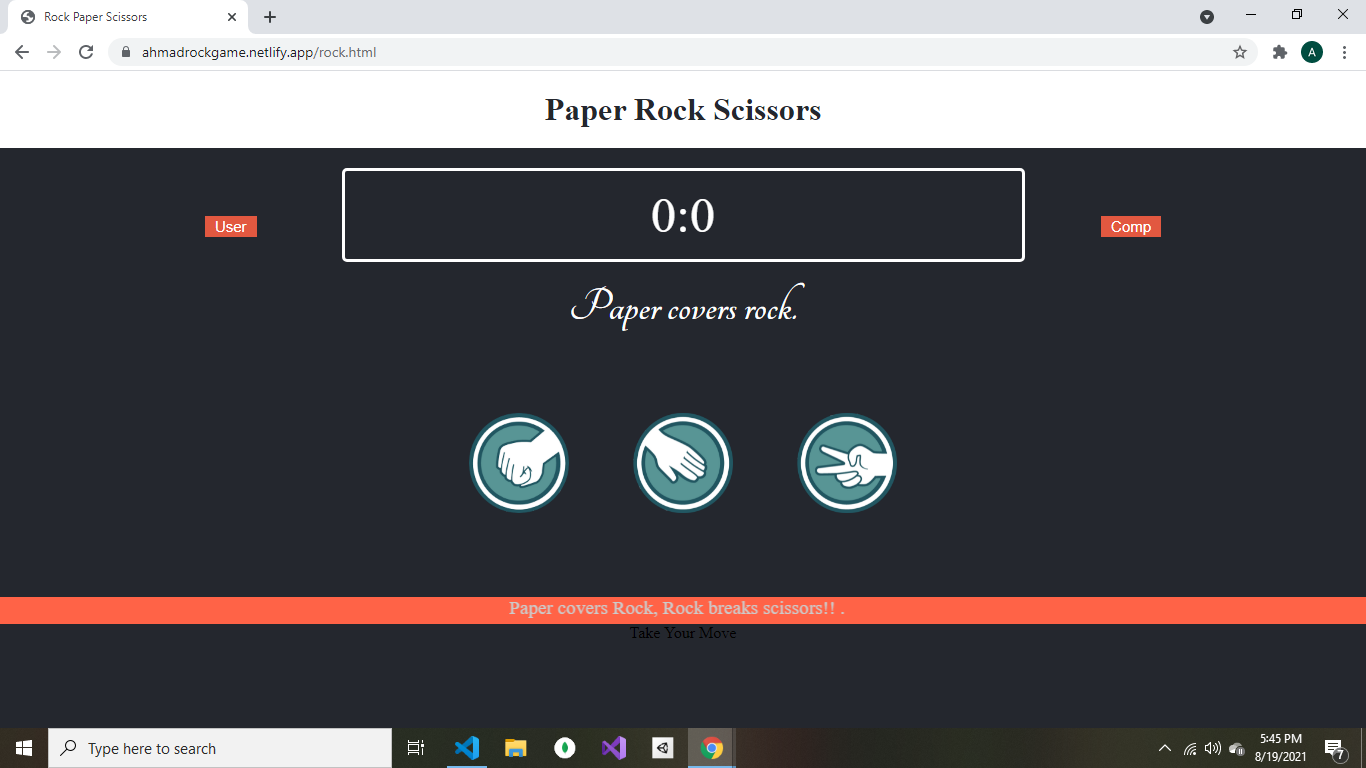 Rock Paper Scissors
ahmadrockgame.netlify.app/rock.html
A
Paper Rock Scissors
User
0:0
Comp
Paper covers rock.
Paper covers Rock, Rock breaks scissors!! .
Take Your Move
Type here to search
5:45 PM
8/19/2021
7